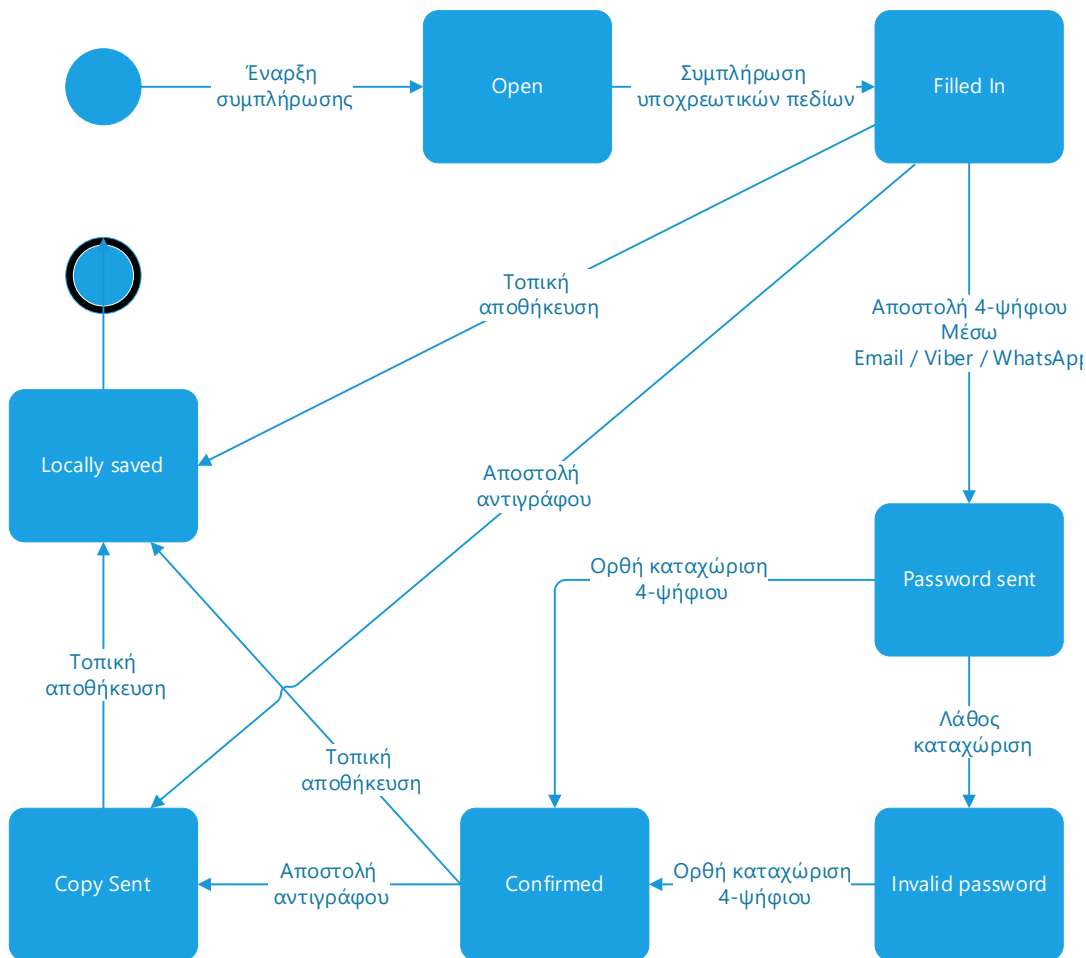 Έναρξη
συμπλήρωσης
Open
Συμπλήρωση
υποχρεωτικών πεδίων
Filled In
Τοπική
αποθήκευση
Αποστολή 4-ψήφιου
Μέσω
Email / Viber / WhatsApp
Locally saved
Αποστολή
αντιγράφου
Ορθή καταχώριση
4-ψήφιου
Password sent
Τοπική
αποθήκευση
Λάθος
καταχώριση
Τοπική
αποθήκευση
Copy Sent
Αποστολή
αντιγράφου
Confirmed
Ορθή καταχώριση
4-ψήφιου
Invalid password